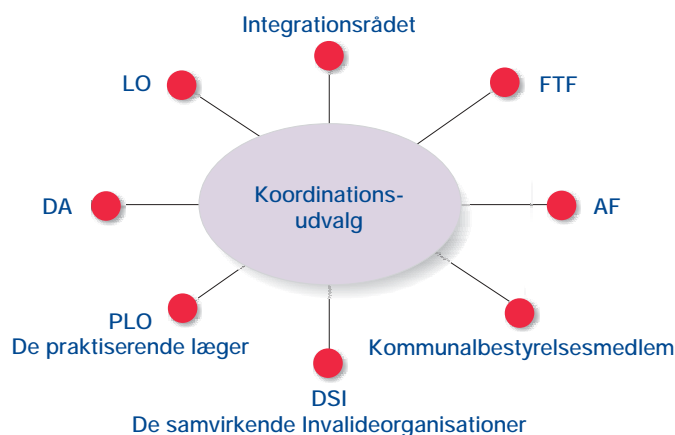 Integrationsrådet
LO
FTF
Koordinations-
udvalg
DA
AF
PLO
De praktiserende læger
Kommunalbestyrelsesmedlem
DSI
De samvirkende Invalideorganisationer